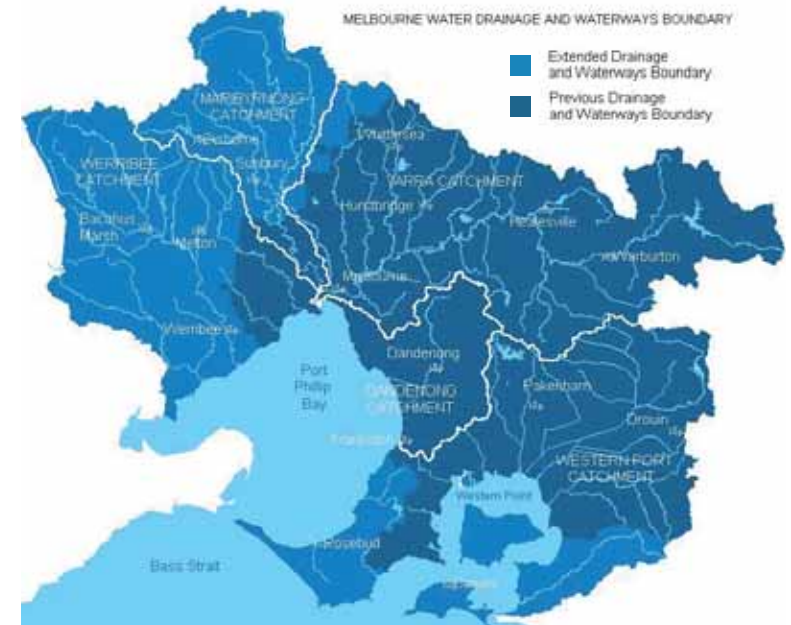 MELBOURNE WATER DRAINAGE AND WATERWAYS BOUNDARY
Extended Drainage
and Waterways Boundary
Previous Drainage
and Waterways Boundary
MARIBYRNONG
CATCHMENT
Whittlesea
Sunbury
WERRIBEE
CATCHMENT
YARRA CATCHMENT
Hurstbridge
Bacchus
Marsh
Melton
Healesville
Warburton
Melbourne
Werribee
Dandenong
Port
Phillip
Bay
DANDENONG
CATCHMENT
Pakenham
Drouin
Frankston
WESTERN PORT
CATCHMENT
Western Point
Rosebud
Bass Strait